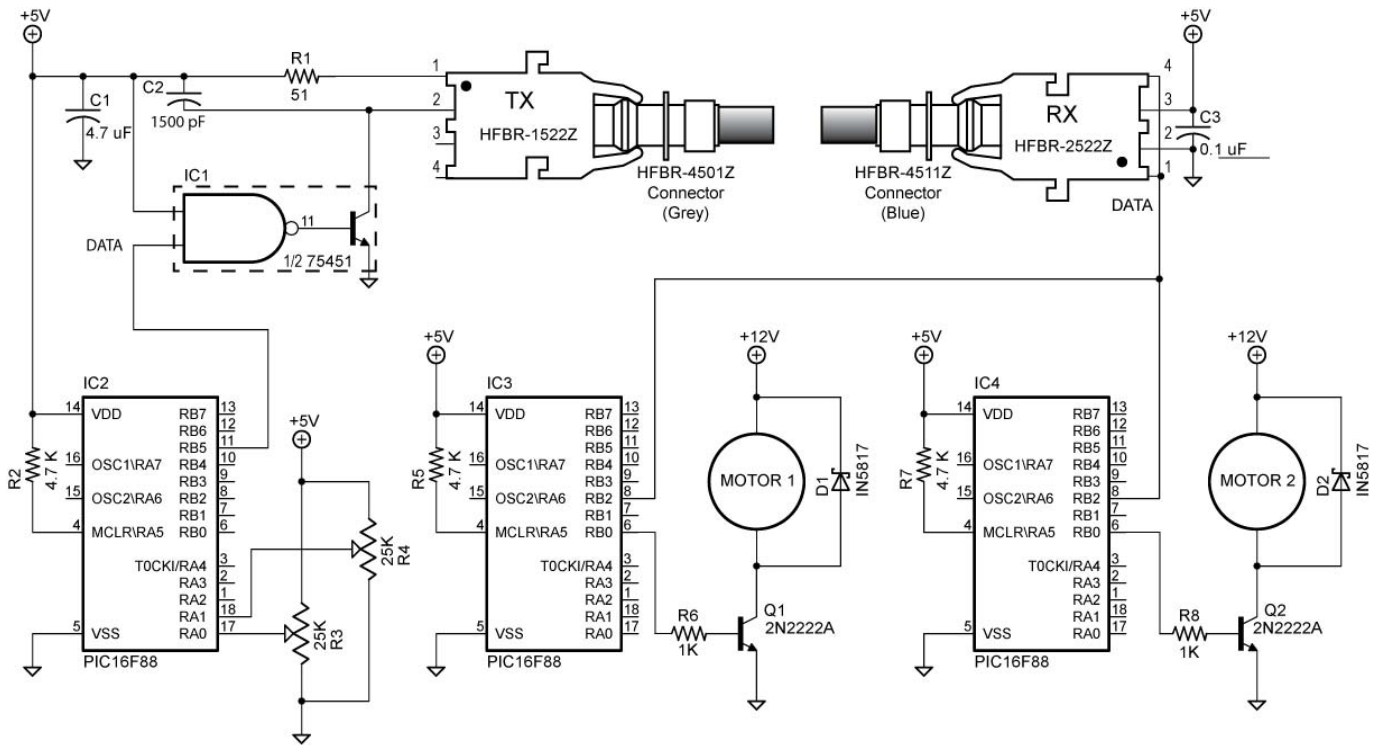 +5V
R1
51
C1
4.7 uF
C2
1500 pF
1
2
3
4
TX
HFBR-1522Z
HFBR-4501Z
Connector
(Grey)
HFBR-4511Z
Connector
(Blue)
RX
HFBR-2522Z
+5V
4
3
2
1
C3
0.1 uF
DATA
IC1
11
DATA
1/2 75451
IC2
14 VDD
16 OSC1\RA7
15 OSC2\RA6
4 MCLR\RA5
5 VSS
RB7 13
RB6 12
RB5 11
RB4 10
RB3 9
RB2 8
RB1 7
RB0 6
T0CKI/RA4 3
RA3 2
RA2 1
RA1 18
RA0 17
PIC16F88
R2
4.7 K
+5V
25K
R4
25K
R3
+5V
IC3
14 VDD
16 OSC1\RA7
15 OSC2\RA6
4 MCLR\RA5
5 VSS
RB7 13
RB6 12
RB5 11
RB4 10
RB3 9
RB2 8
RB1 7
RB0 6
T0CKI/RA4 3
RA3 2
RA2 1
RA1 18
RA0 17
PIC16F88
R5
4.7 K
+12V
MOTOR 1
D1
IN5817
R6
1K
Q1
2N2222A
+5V
IC4
14 VDD
16 OSC1\RA7
15 OSC2\RA6
4 MCLR\RA5
5 VSS
RB7 13
RB6 12
RB5 11
RB4 10
RB3 9
RB2 8
RB1 7
RB0 6
T0CKI/RA4 3
RA3 2
RA2 1
RA1 18
RA0 17
PIC16F88
R7
4.7 K
+12V
MOTOR 2
D2
IN5817
R8
1K
Q2
2N2222A